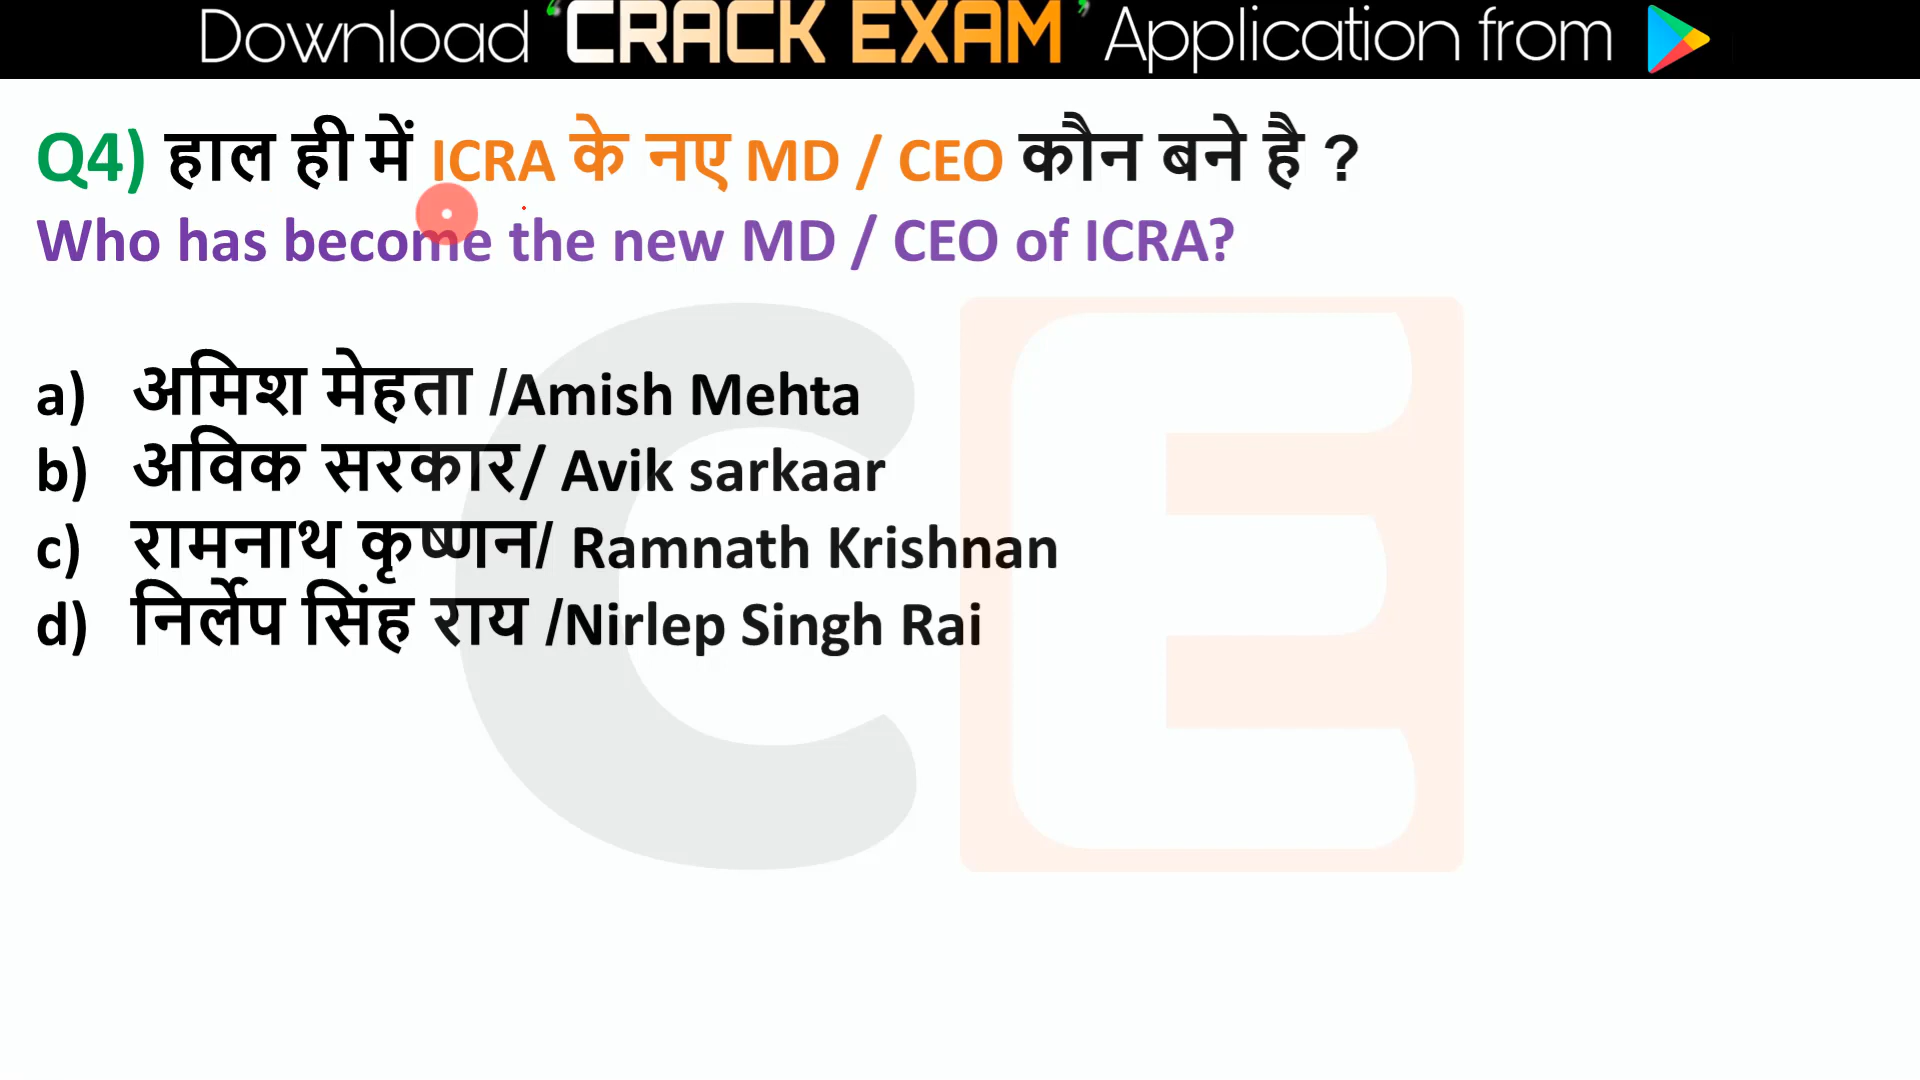 Download 'CRACK EXAM' Application from
Q4) हाल ही में ICRA के नए MD / CEO कौन बने है ?
Who has become the new MD / CEO of ICRA?
a) अमिश मेहता /Amish Mehta
b) अविक सरकार/ Avik sarkaar
c) रामनाथ कृष्णन/ Ramnath Krishnan
d) निर्लेप सिंह राय /Nirlep Singh Rai
CE